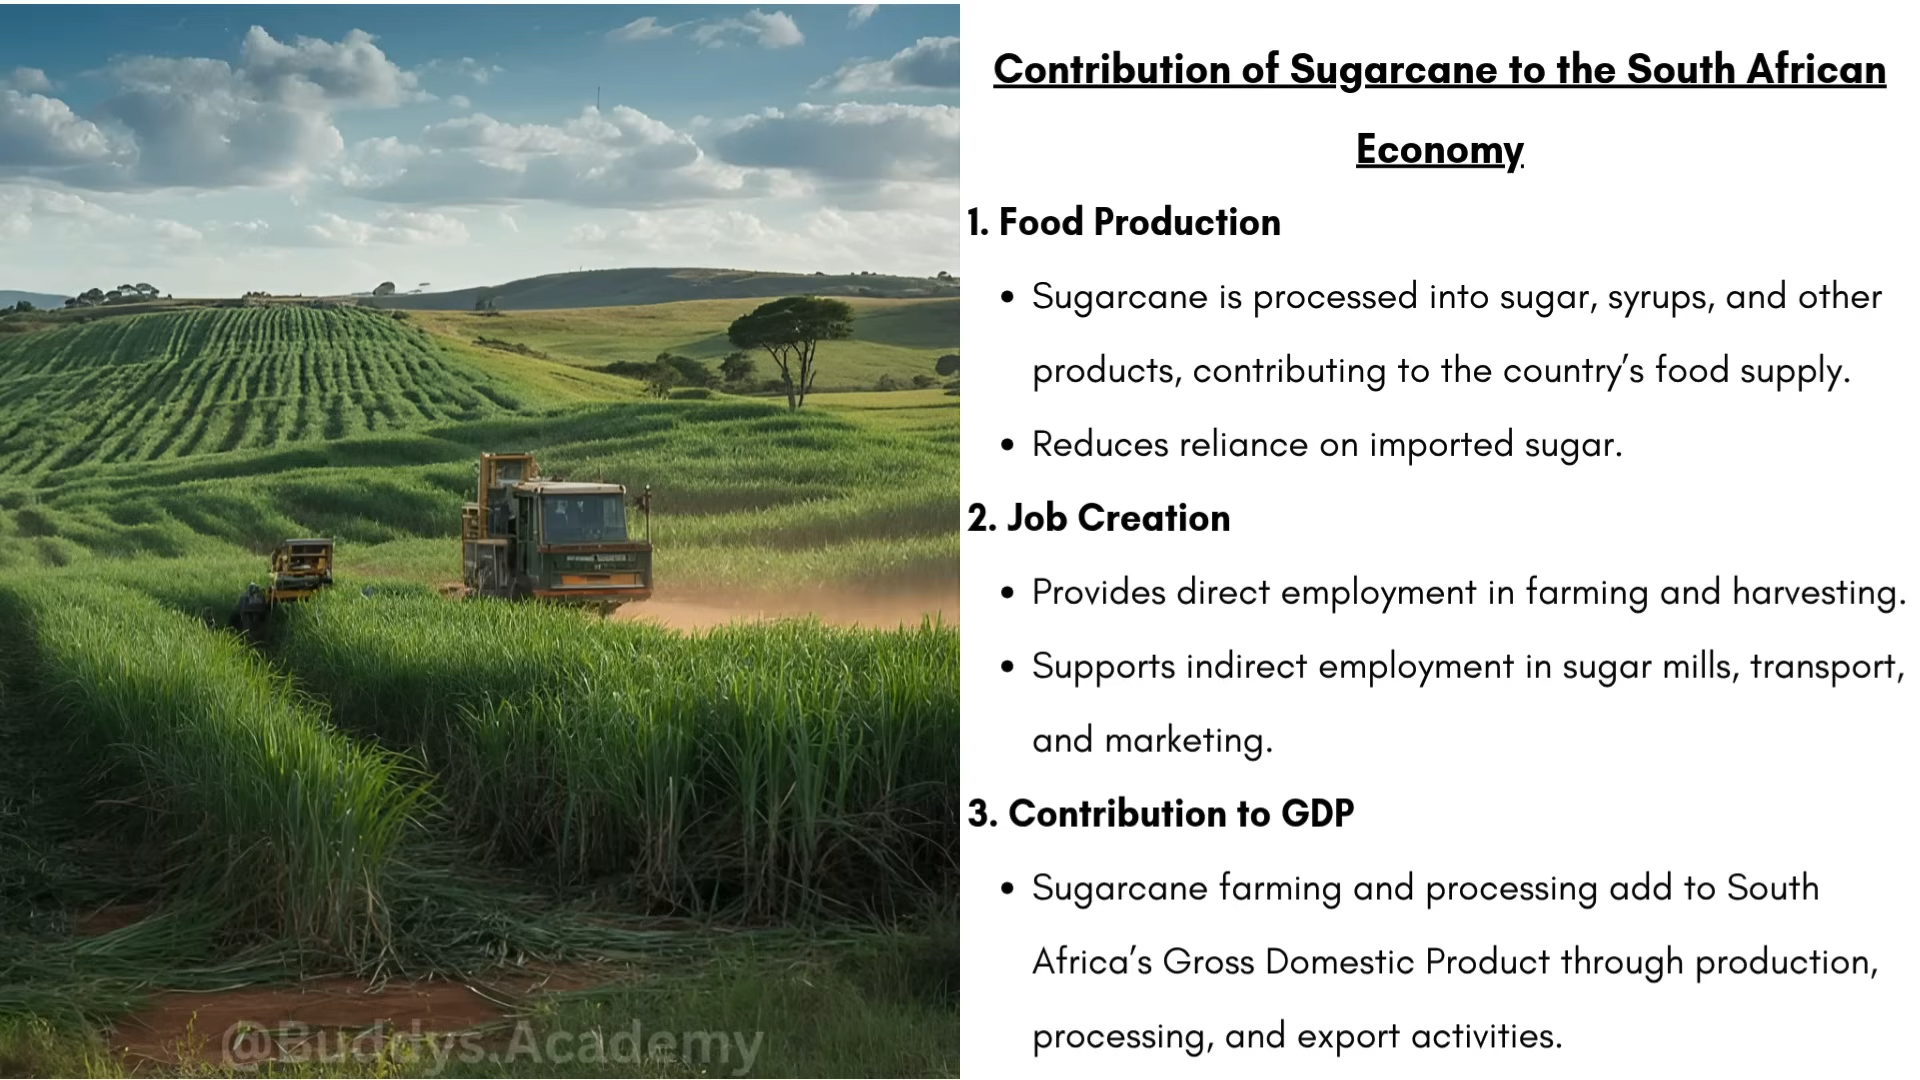 Contribution of Sugarcane to the South African
Economy
1. Food Production
• Sugarcane is processed into sugar, syrups, and other
products, contributing to the country’s food supply.
• Reduces reliance on imported sugar.
2. Job Creation
• Provides direct employment in farming and harvesting.
• Supports indirect employment in sugar mills, transport,
and marketing.
3. Contribution to GDP
• Sugarcane farming and processing add to South
Africa’s Gross Domestic Product through production,
processing, and export activities.
@Buddys.Academy